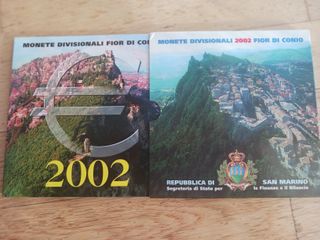 MONETE DIVISIONALI FIOR DI CO
€
2002
MONETE DIVISIONALI 2002 FIOR DI CONIO
REPUBBLICA DI SAN MARINO
Segreteria di Stato per le Finanze e il Bilancio